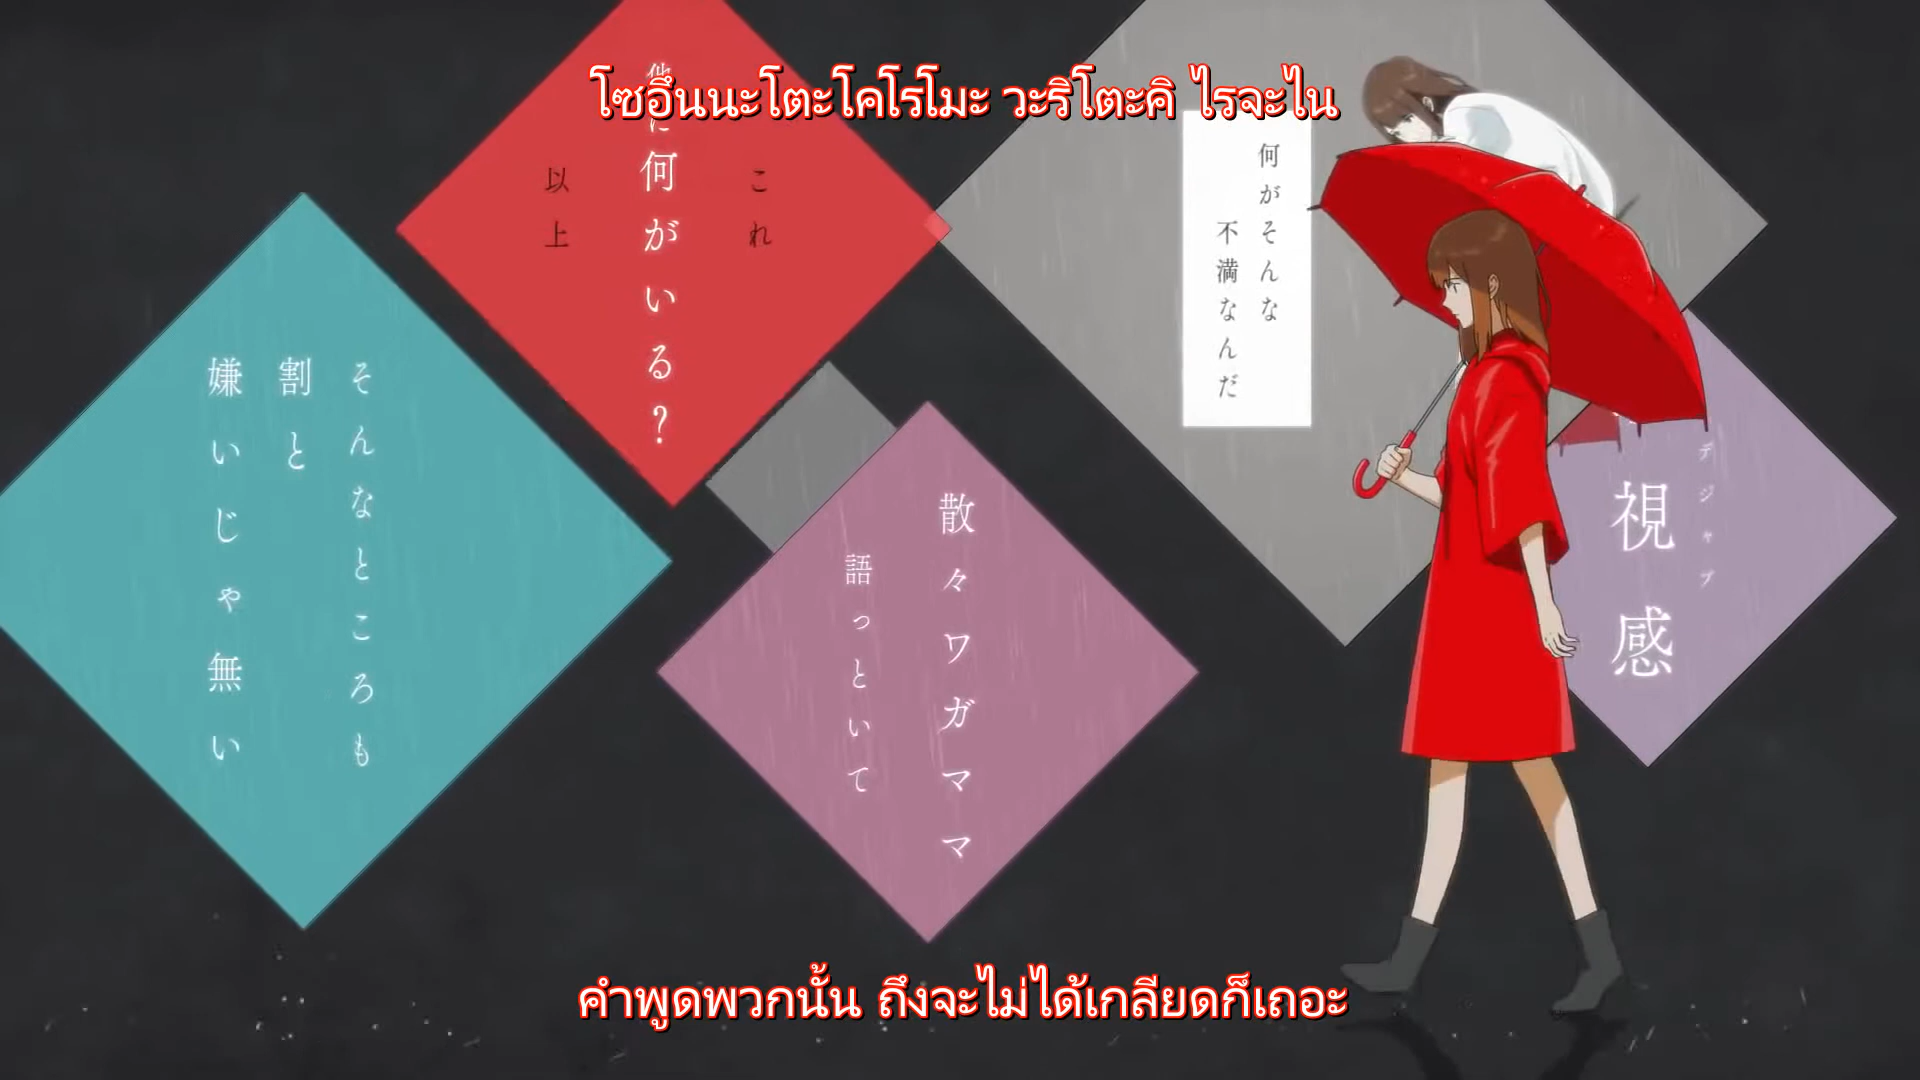 โซอึนนะโตะโคโรโมะ วะริโตะคิ ไรจะไน
何がそんな
不満なんだ
デジャブ
視感
これ
他に何がいる?
以上
散々ワガママ
語っといて
そんなところも
割と
嫌いじゃ無い
คำพูดพวกนั้น ถึงจะไม่ได้เกลียดก็เถอะ